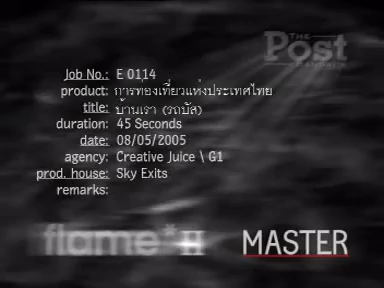 THE
Post
Job No.: E 0114
product: การท่องเที่ยวแห่งประเทศไทย
title: บ้านเรา (รถบัส)
duration: 45 Seconds
date: 08/05/2005
agency: Creative Juice \ G1
prod. house: Sky Exits
remarks:
flame* II MASTER